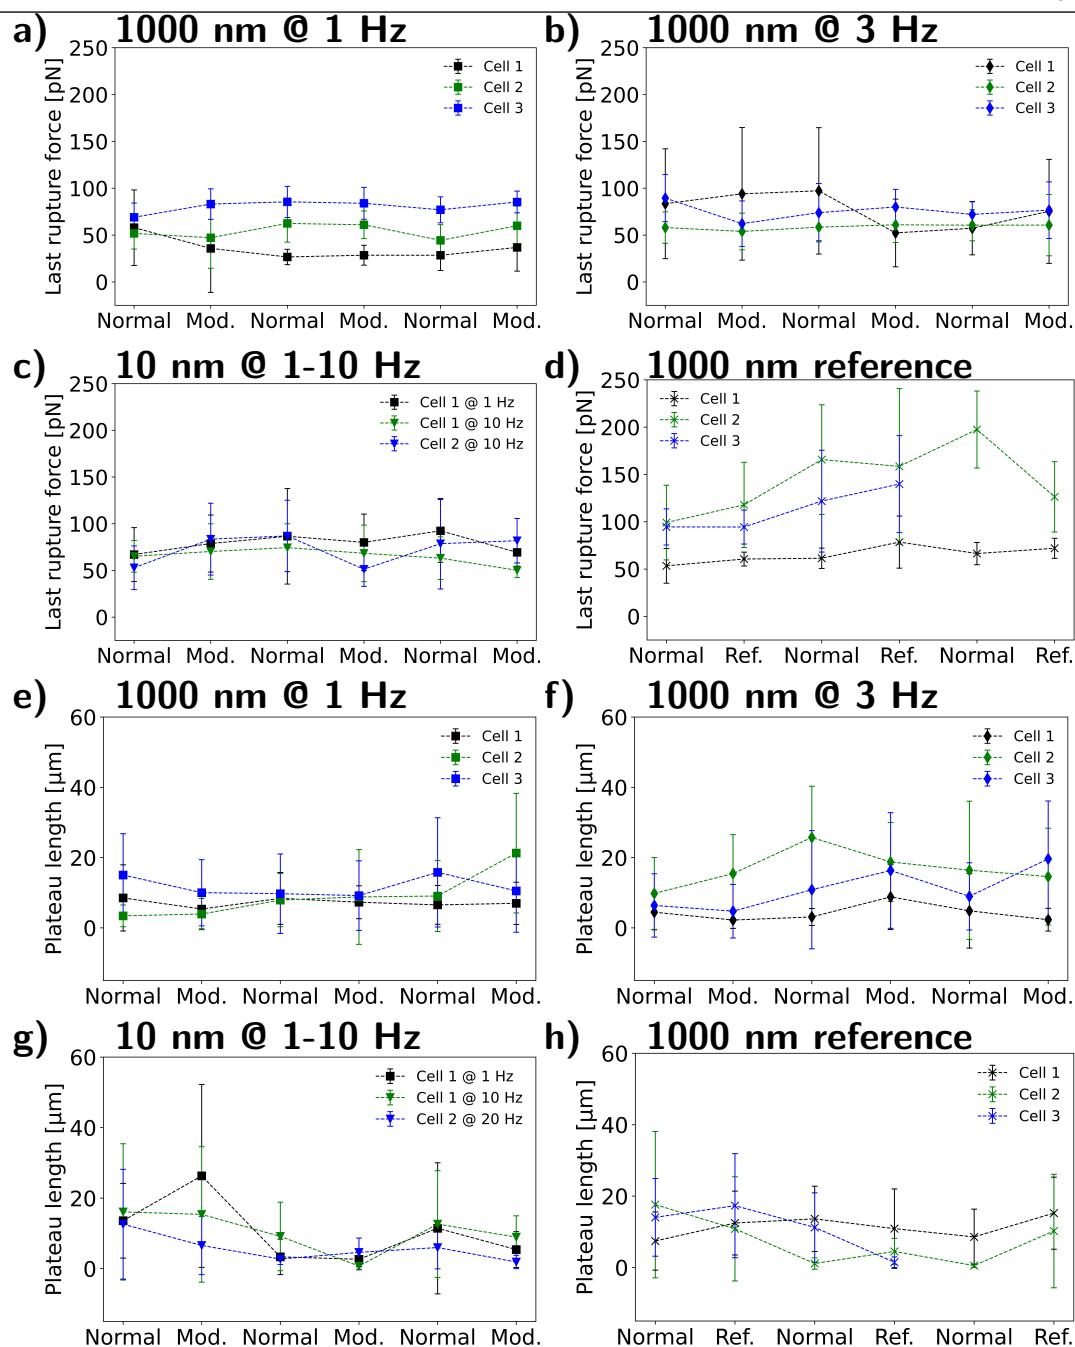 a) 1000 nm @ 1 Hz
Last rupture force [pN]
250
200
150
100
50
0
Cell 1
Cell 2
Cell 3
Normal Mod. Normal Mod. Normal Mod.
b) 1000 nm @ 3 Hz
Last rupture force [pN]
250
200
150
100
50
0
Cell 1
Cell 2
Cell 3
Normal Mod. Normal Mod. Normal Mod.
c) 10 nm @ 1-10 Hz
Last rupture force [pN]
250
200
150
100
50
0
Cell 1 @ 1 Hz
Cell 1 @ 10 Hz
Cell 2 @ 10 Hz
Normal Mod. Normal Mod. Normal Mod.
d) 1000 nm reference
Last rupture force [pN]
250
200
150
100
50
0
Cell 1
Cell 2
Cell 3
Normal Ref. Normal Ref. Normal Ref.
e) 1000 nm @ 1 Hz
Plateau length [µm]
60
40
20
0
Cell 1
Cell 2
Cell 3
Normal Mod. Normal Mod. Normal Mod.
f) 1000 nm @ 3 Hz
Plateau length [µm]
60
40
20
0
Cell 1
Cell 2
Cell 3
Normal Mod. Normal Mod. Normal Mod.
g) 10 nm @ 1-10 Hz
Plateau length [µm]
60
40
20
0
Cell 1 @ 1 Hz
Cell 1 @ 10 Hz
Cell 2 @ 20 Hz
Normal Mod. Normal Mod. Normal Mod.
h) 1000 nm reference
Plateau length [µm]
60
40
20
0
Cell 1
Cell 2
Cell 3
Normal Ref. Normal Ref. Normal Ref.